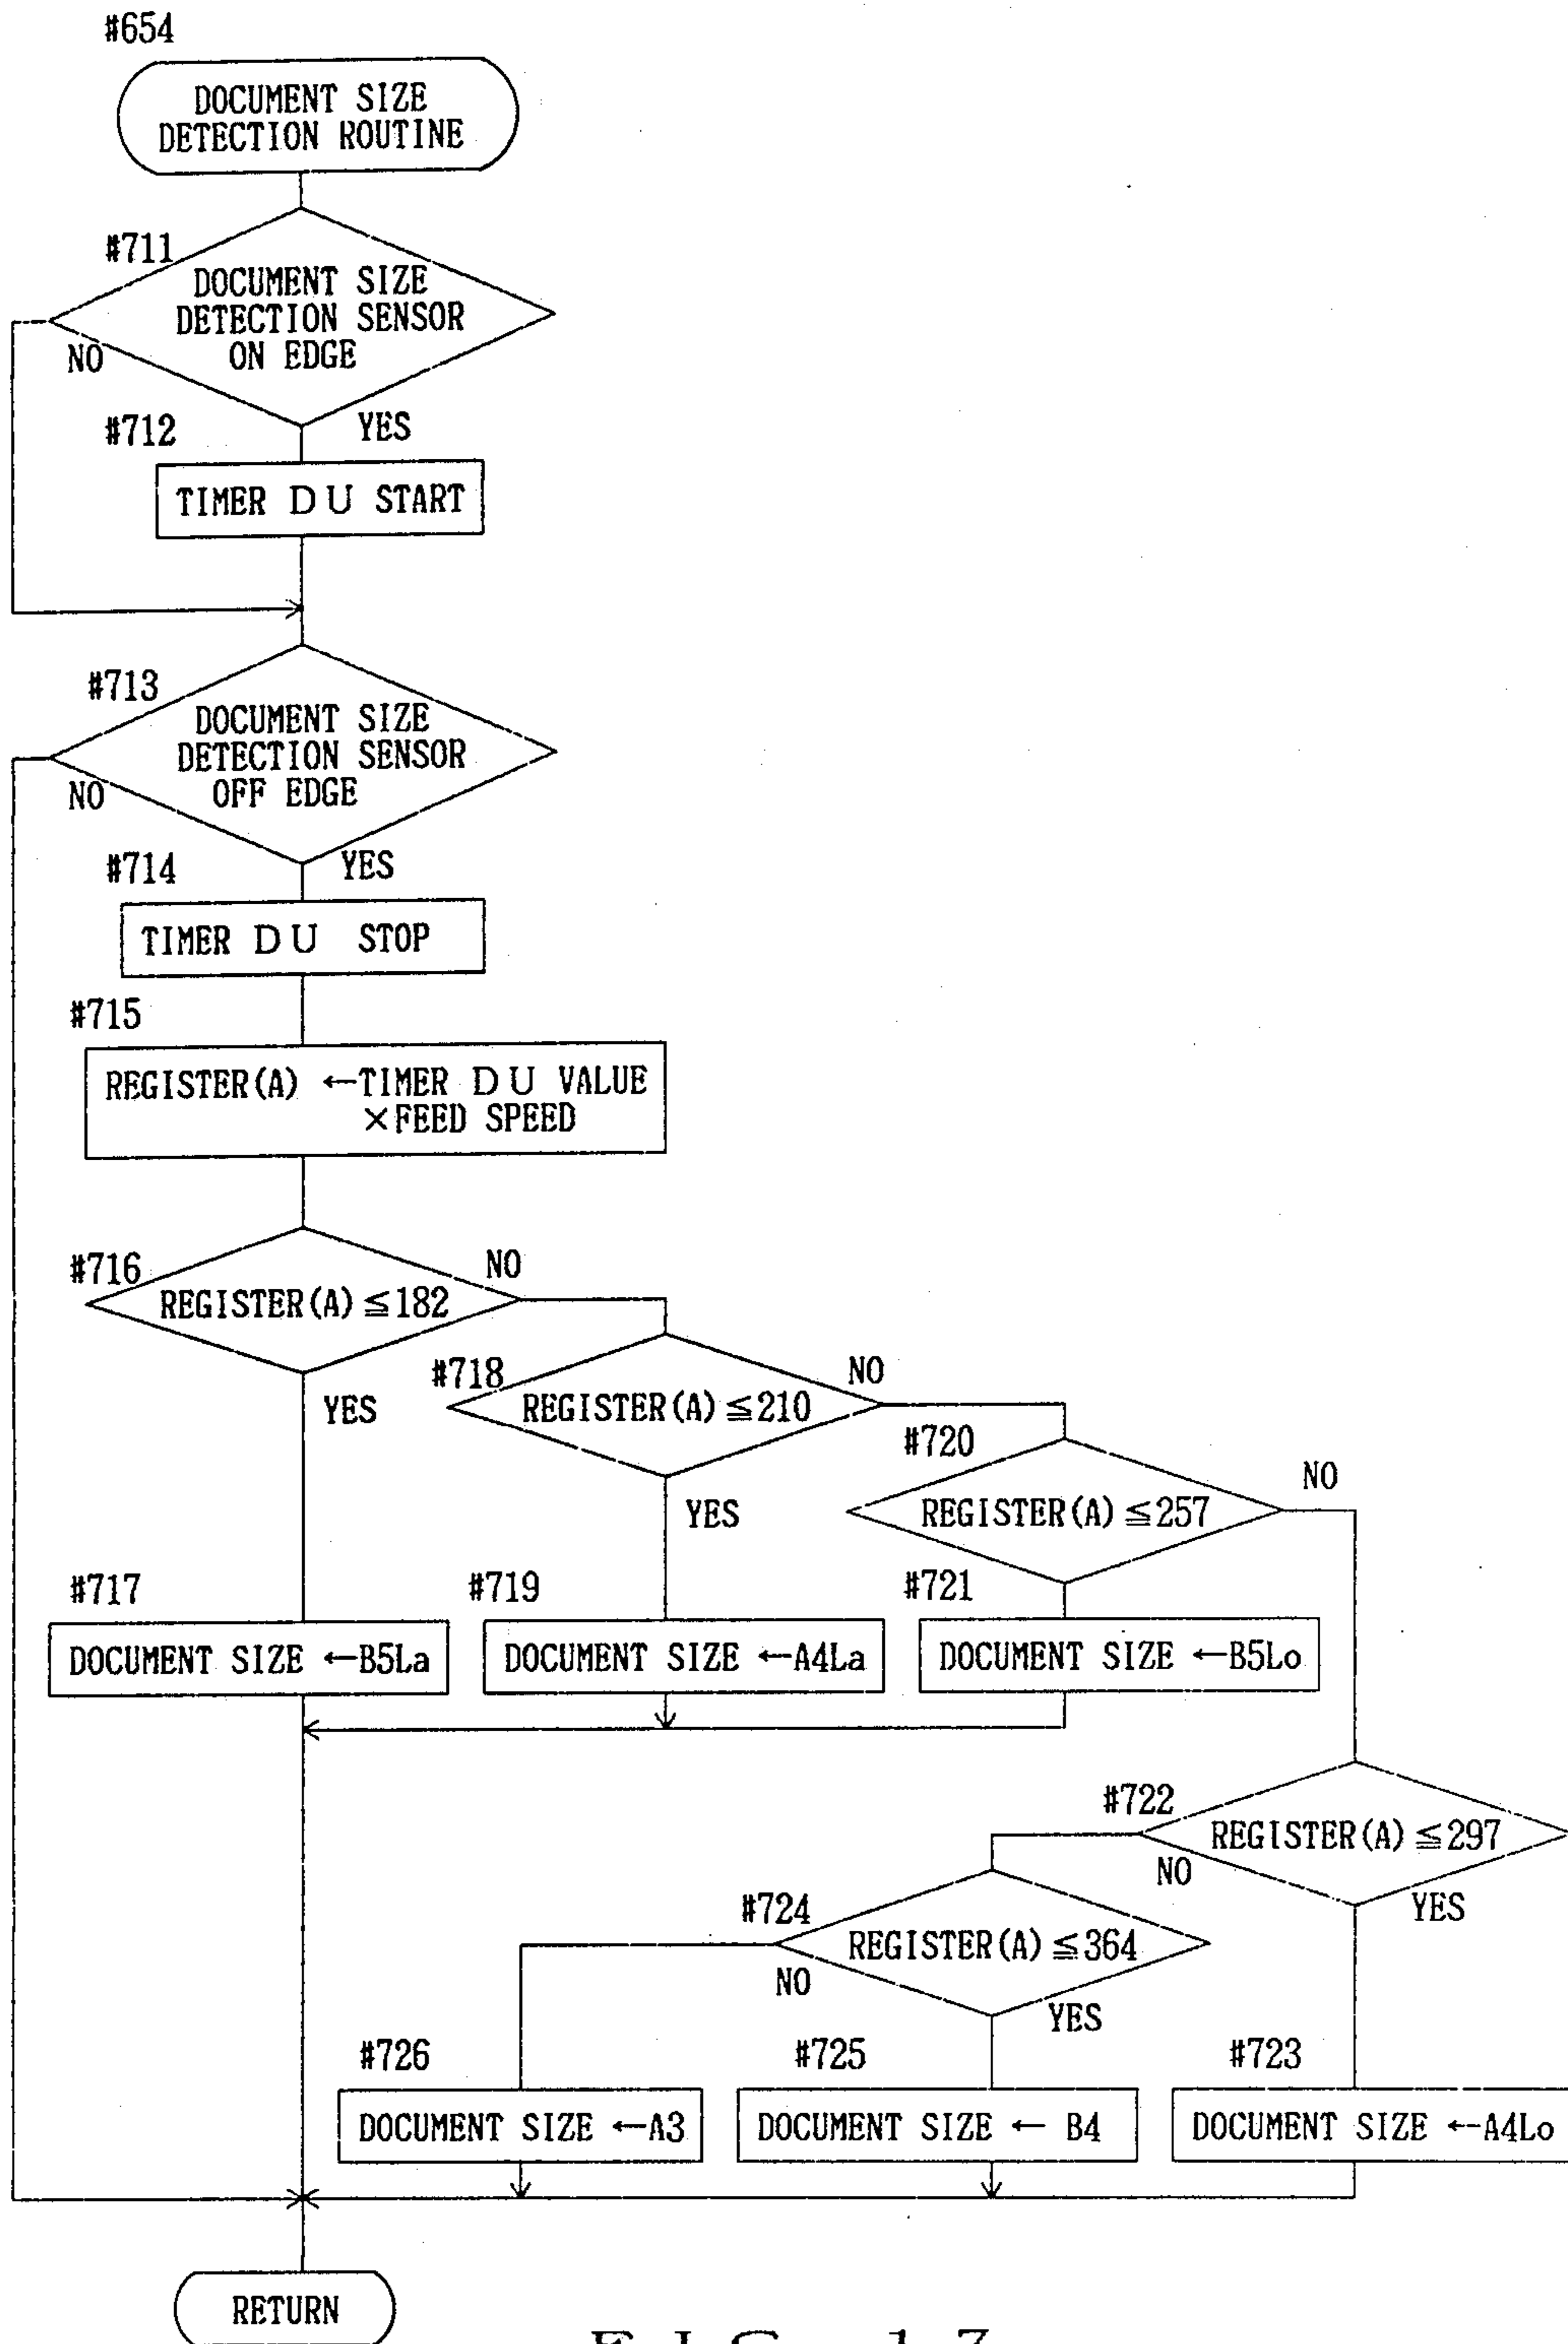 #654
DOCUMENT SIZE
DETECTION ROUTINE
#711
DOCUMENT SIZE
DETECTION SENSOR
ON EDGE
NO
YES
#712
TIMER DU START
#713
DOCUMENT SIZE
DETECTION SENSOR
OFF EDGE
NO
YES
#714
TIMER DU STOP
#715
REGISTER(A) ←TIMER DU VALUE
×FEED SPEED
#716
REGISTER(A)≦182
NO
YES
#718
REGISTER(A)≦210
NO
YES
#720
REGISTER(A)≦257
NO
#717
DOCUMENT SIZE ←B5La
#719
DOCUMENT SIZE ←A4La
#721
DOCUMENT SIZE ←B5Lo
#722
REGISTER(A)≦297
NO
YES
#724
REGISTER(A)≦364
NO
YES
#726
DOCUMENT SIZE ←A3
#725
DOCUMENT SIZE ← B4
#723
DOCUMENT SIZE ←A4Lo
RETURN